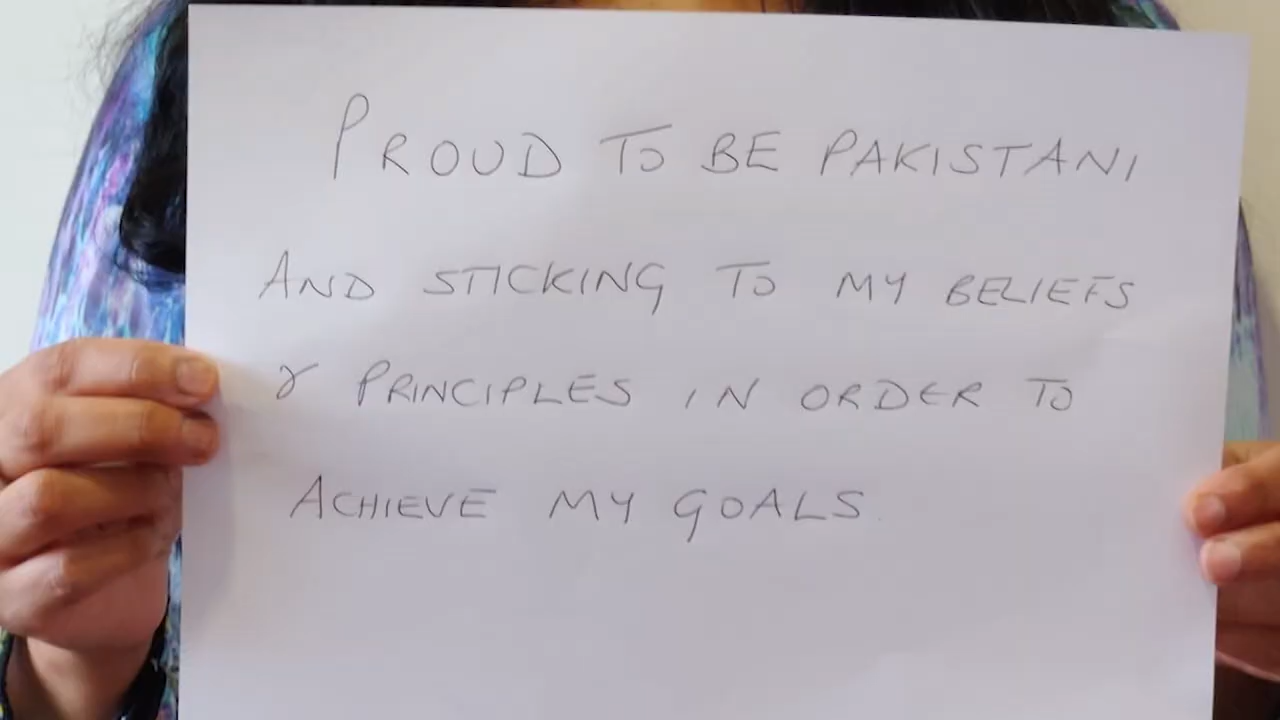 PROUD TO BE PAKISTANI
AND STICKING TO MY BELIEFS
& PRINCIPLES IN ORDER TO
ACHIEVE MY GOALS.